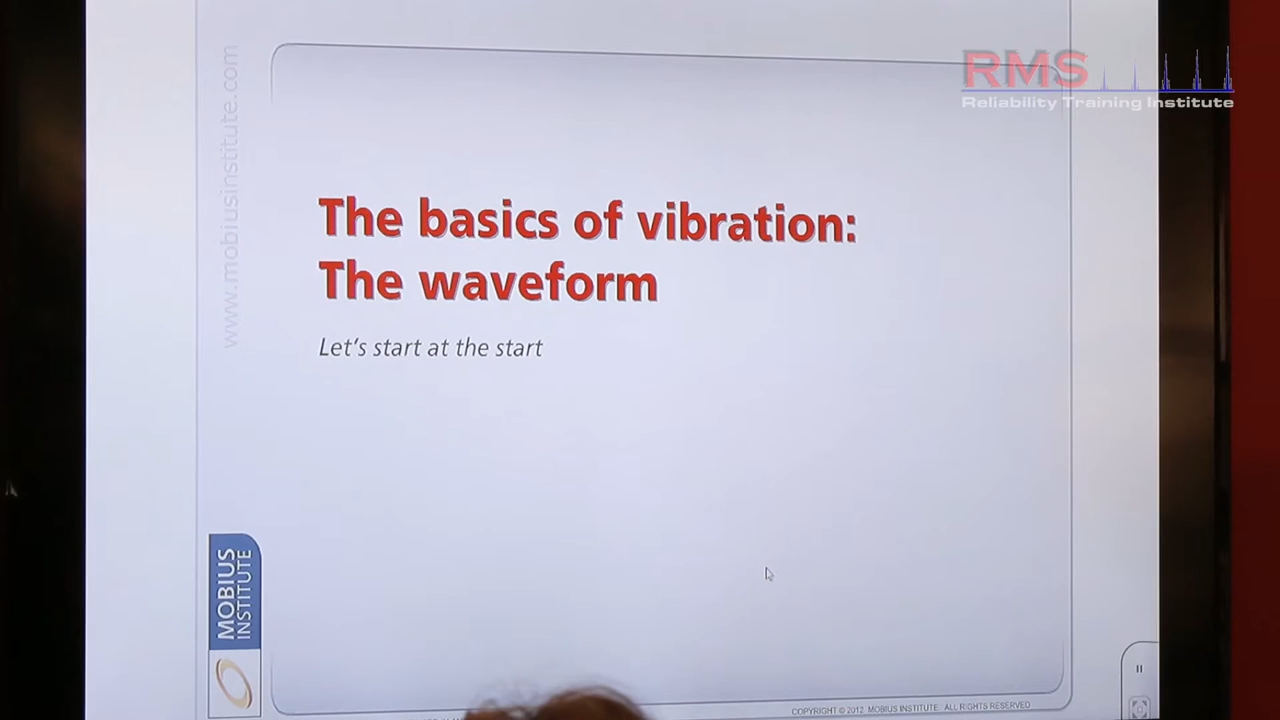 www.mobiusinstitute.com
RMS
Reliability Training Institute
The basics of vibration:
The waveform
Let's start at the start
MOBIUS
INSTITUTE
COPYRIGHT © 2012 MOBIUS INSTITUTE ALL RIGHTS RESERVED